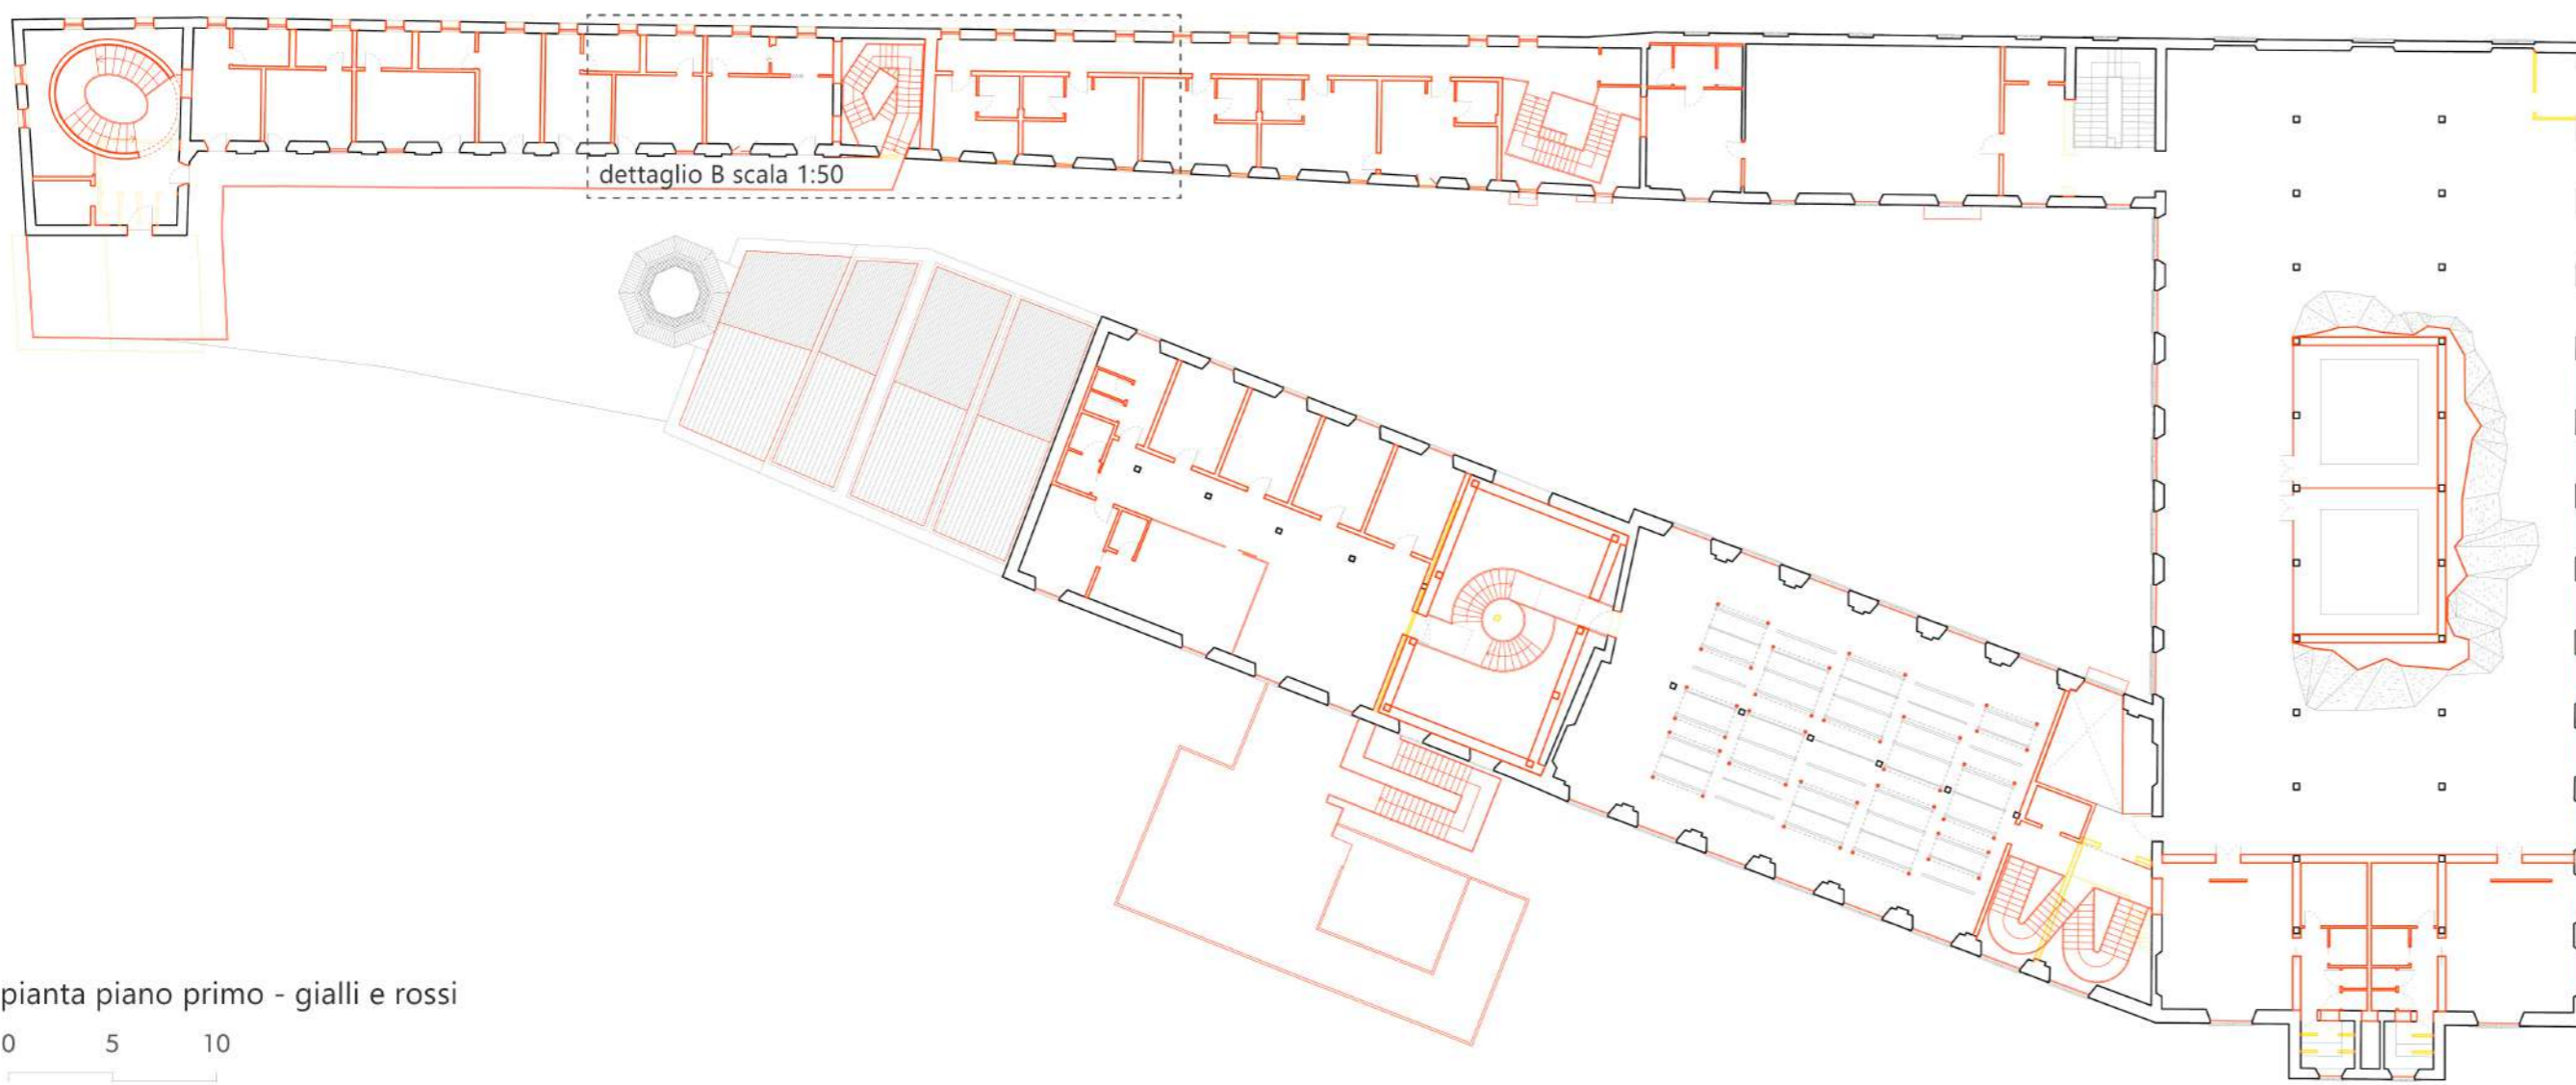 dettaglio B scala 1:50
pianta piano primo - gialli e rossi
0 5 10